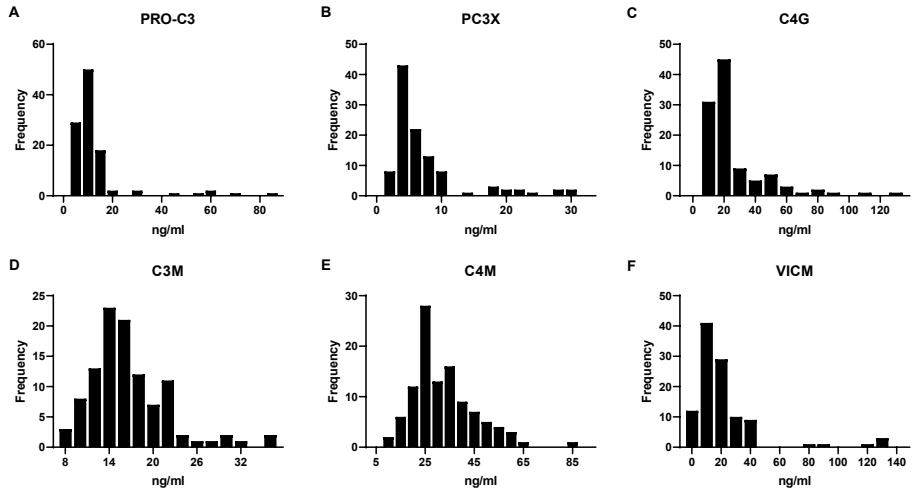 A
PRO-C3
Frequency
60
40
20
0
0 20 40 60 80
ng/ml
B
PC3X
Frequency
50
40
30
20
10
0
0 10 20 30
ng/ml
C
C4G
Frequency
50
40
30
20
10
0
0 20 40 60 80 100 120
ng/ml
D
C3M
Frequency
25
20
15
10
5
0
8 14 20 26 32
ng/ml
E
C4M
Frequency
30
20
10
0
5 25 45 65 85
ng/ml
F
VICM
Frequency
50
40
30
20
10
0
0 20 40 60 80 100 120 140
ng/ml